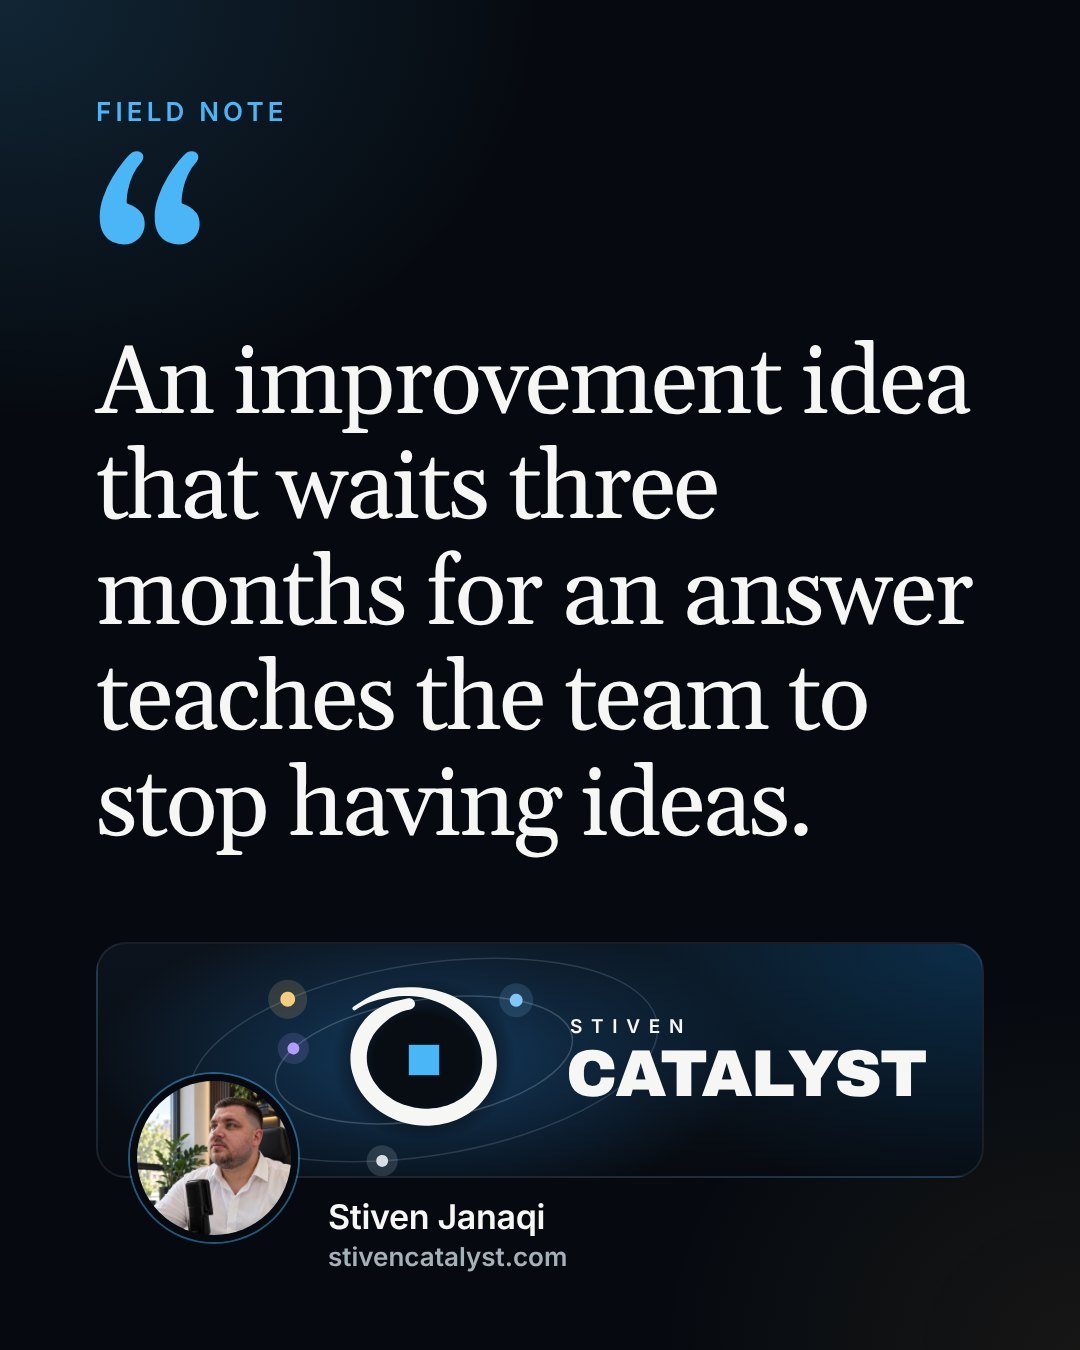 FIELD NOTE
“
An improvement idea
that waits three
months for an answer
teaches the team to
stop having ideas.
STIVEN
CATALYST
Stiven Janaqi
stivencatalyst.com